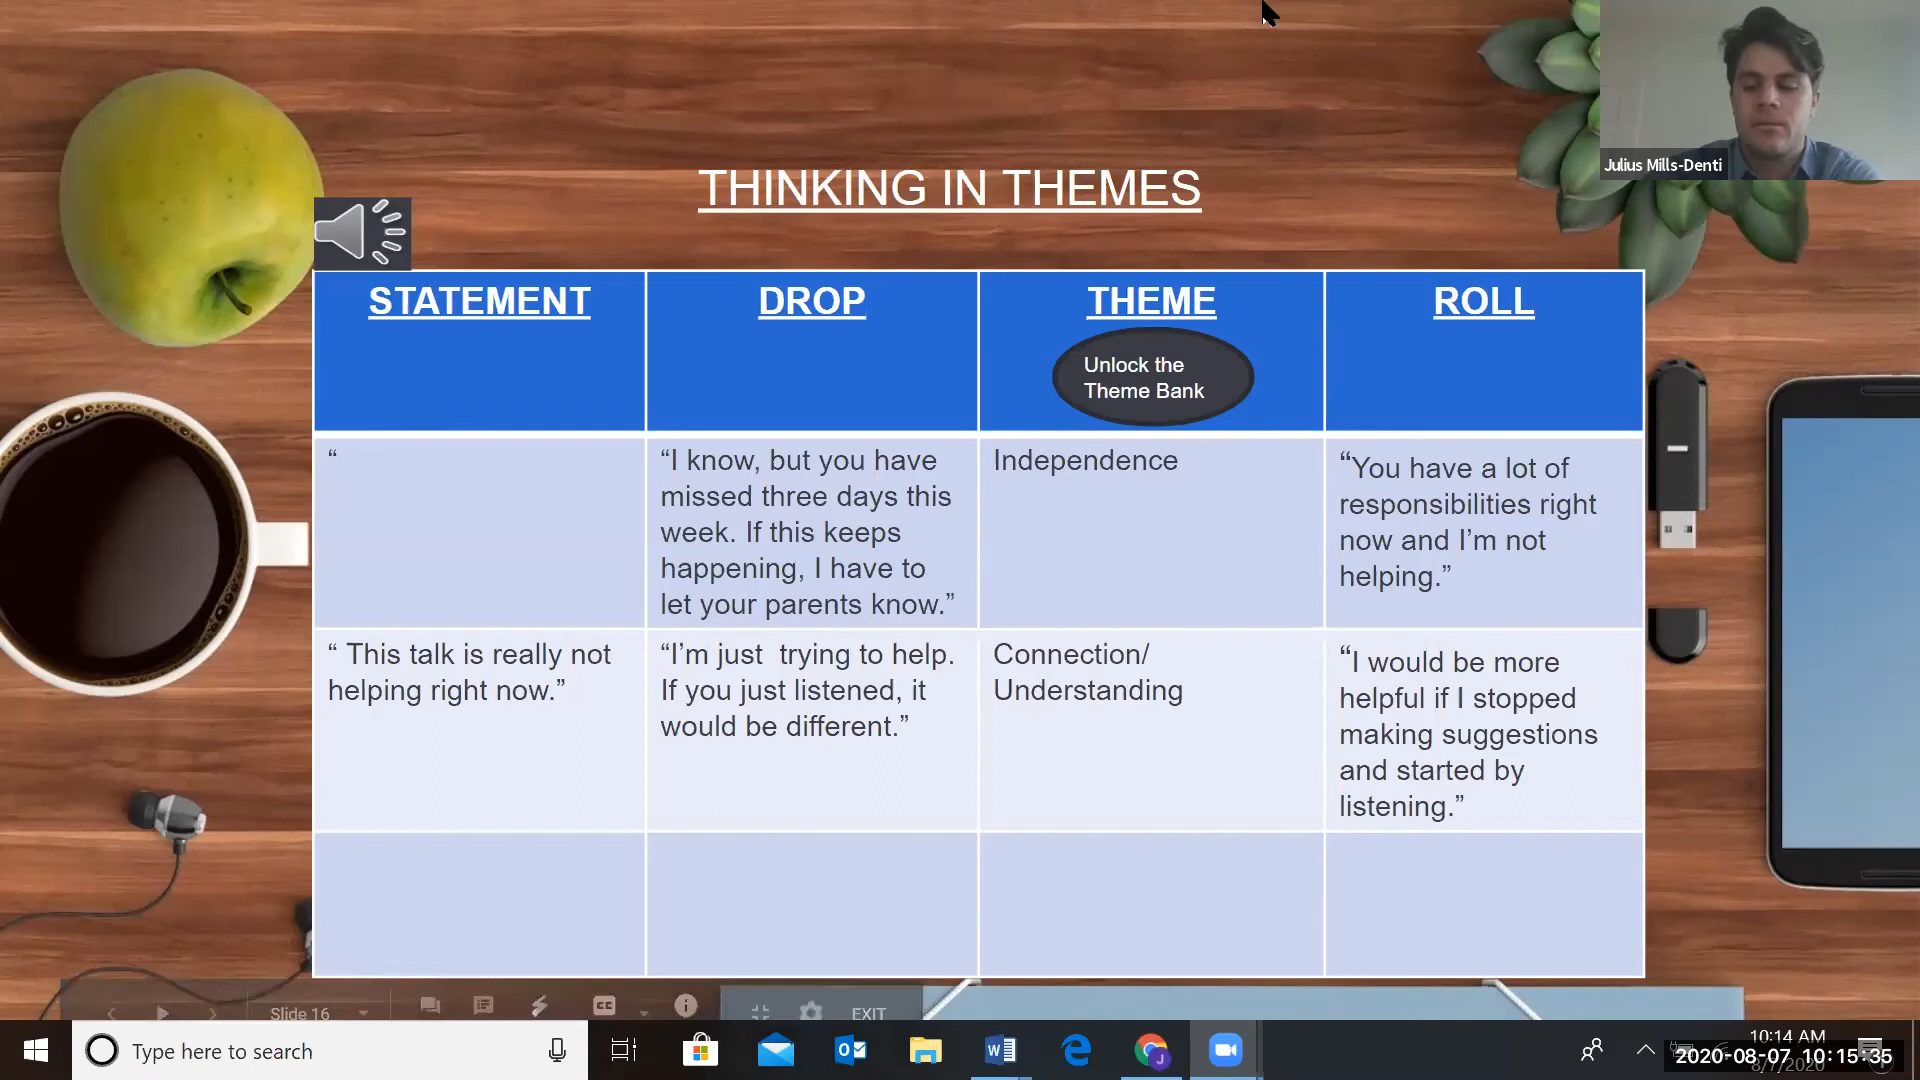 Julius Mills-Denti
THINKING IN THEMES
STATEMENT
DROP
THEME
ROLL
Unlock the
Theme Bank
“
“I know, but you have
missed three days this
week. If this keeps
happening, I have to
let your parents know.”
Independence
“You have a lot of
responsibilities right
now and I’m not
helping.”
“ This talk is really not
helping right now.”
“I’m just  trying to help.
If you just listened, it
would be different.”
Connection/
Understanding
“I would be more
helpful if I stopped
making suggestions
and started by
listening.”
Slide 16
CC
EXIT
Type here to search
10:14 AM
2020-08-07 10:15:35
8/7/2020